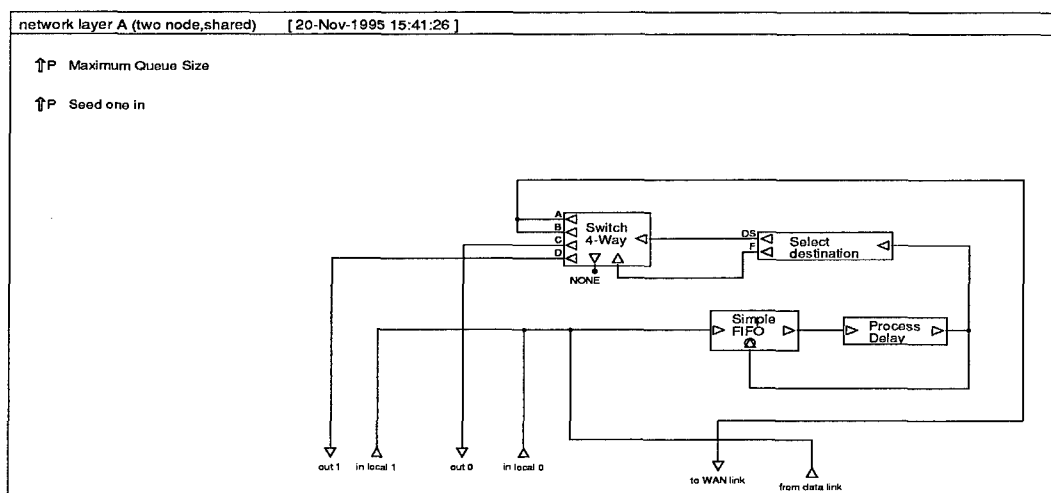 network layer A (two node,shared) [ 20-Nov-1995 15:41:26 ]
⇑P Maximum Queue Size
⇑P Seed one in
A
B
C
D
Switch
4-Way
NONE
DS
F
Select
destination
Simple
FIFO
Process
Delay
out 1
in local 1
out 0
in local 0
to WAN link
from data link